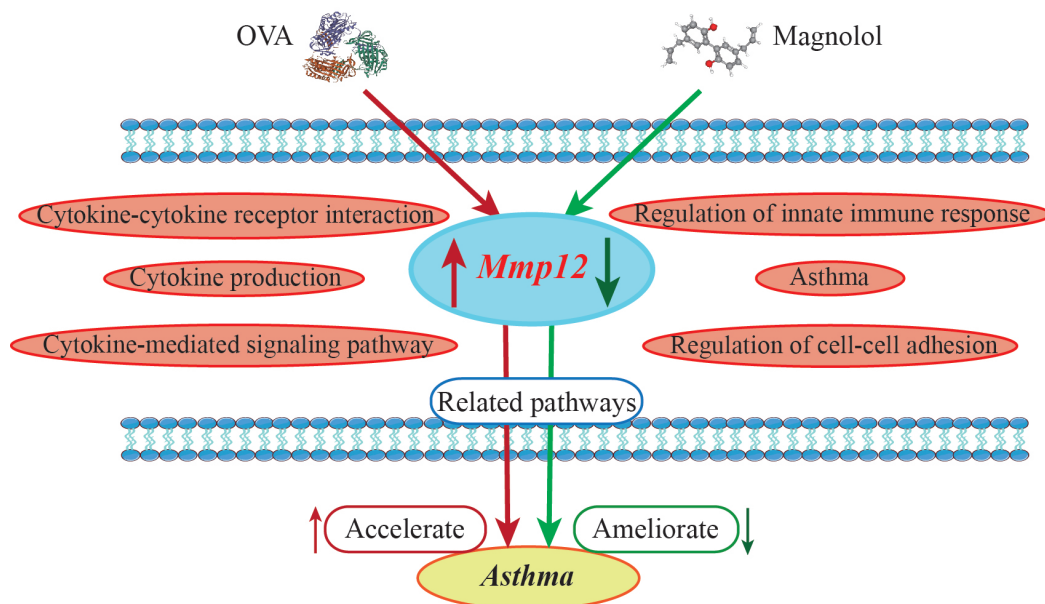 OVA
Magnolol
Cytokine-cytokine receptor interaction
Regulation of innate immune response
Mmp12
Cytokine production
Asthma
Cytokine-mediated signaling pathway
Regulation of cell-cell adhesion
Related pathways
Accelerate
Ameliorate
Asthma